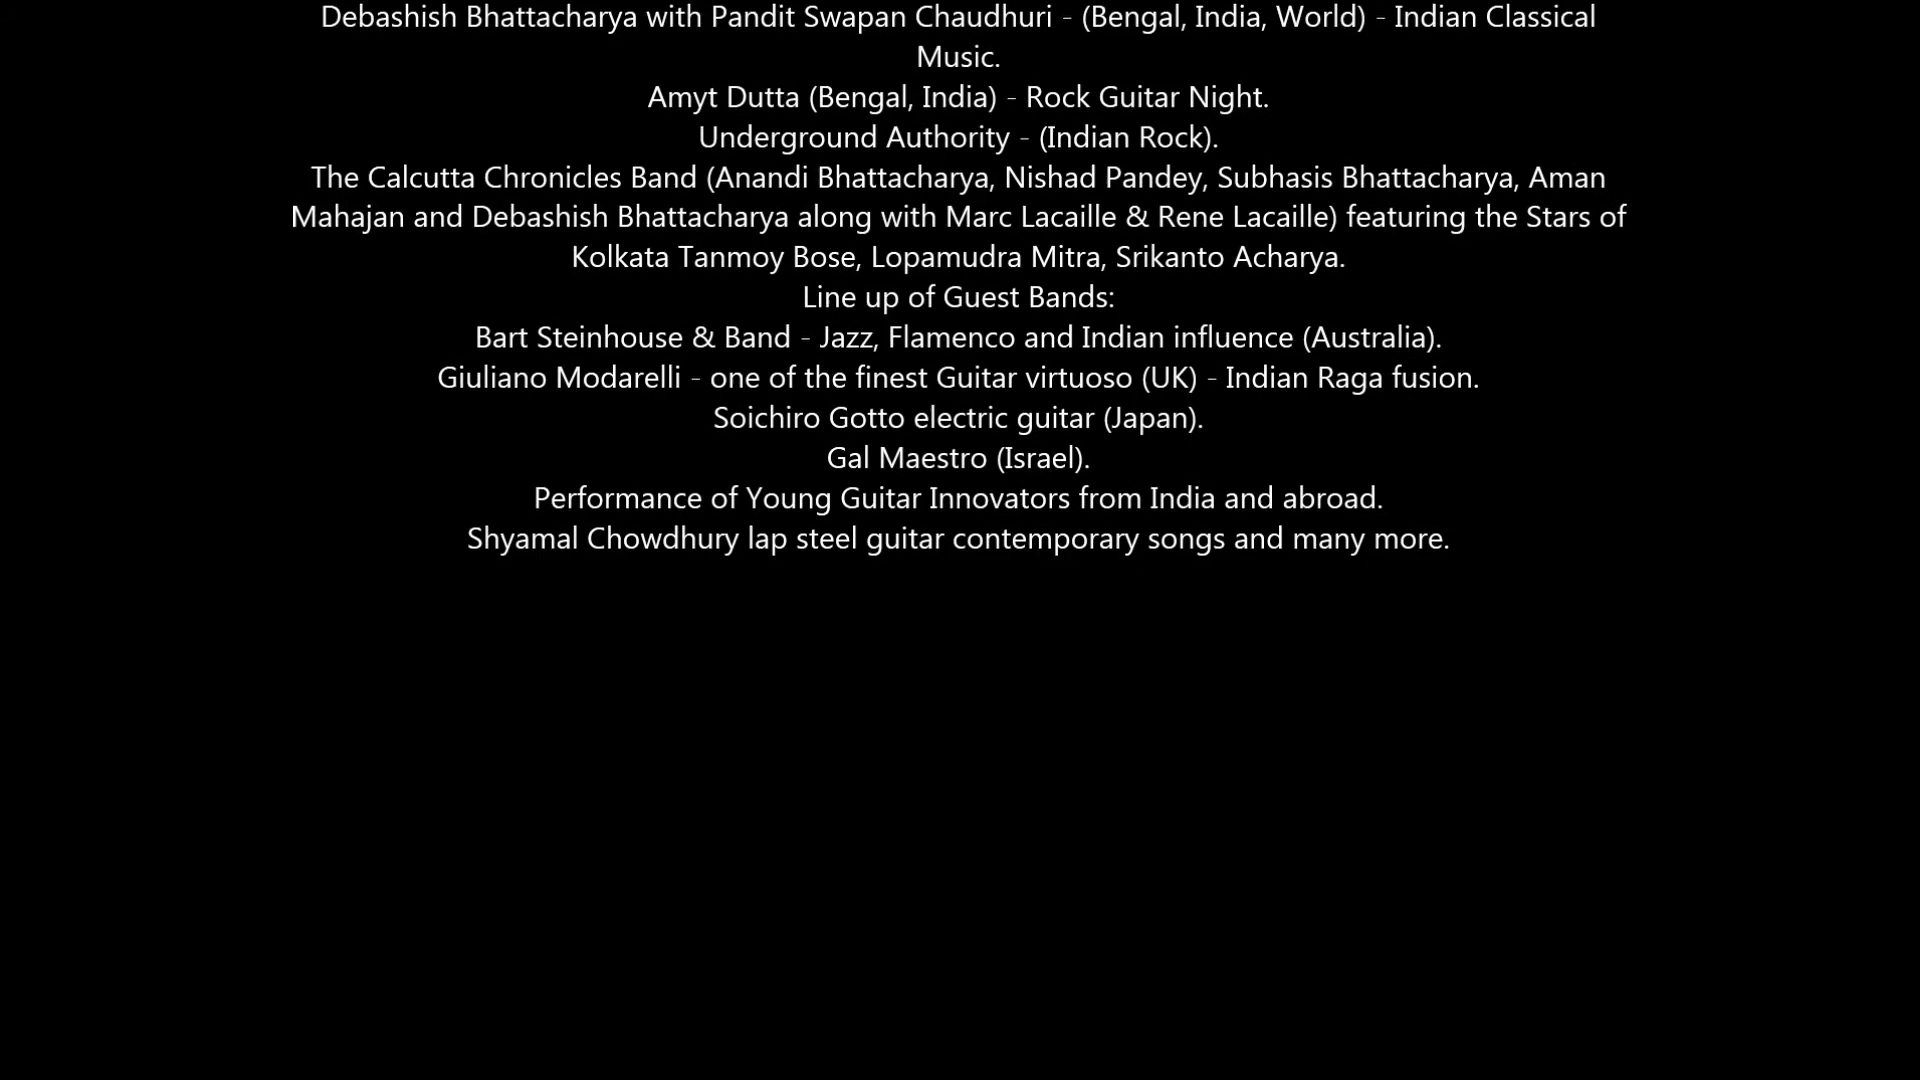 Debashish Bhattacharya with Pandit Swapan Chaudhuri - (Bengal, India, World) - Indian Classical
Music.
Amyt Dutta (Bengal, India) - Rock Guitar Night.
Underground Authority - (Indian Rock).
The Calcutta Chronicles Band (Anandi Bhattacharya, Nishad Pandey, Subhasis Bhattacharya, Aman
Mahajan and Debashish Bhattacharya along with Marc Lacaille & Rene Lacaille) featuring the Stars of
Kolkata Tanmoy Bose, Lopamudra Mitra, Srikanto Acharya.
Line up of Guest Bands:
Bart Steinhouse & Band - Jazz, Flamenco and Indian influence (Australia).
Giuliano Modarelli - one of the finest Guitar virtuoso (UK) - Indian Raga fusion.
Soichiro Gotto electric guitar (Japan).
Gal Maestro (Israel).
Performance of Young Guitar Innovators from India and abroad.
Shyamal Chowdhury lap steel guitar contemporary songs and many more.